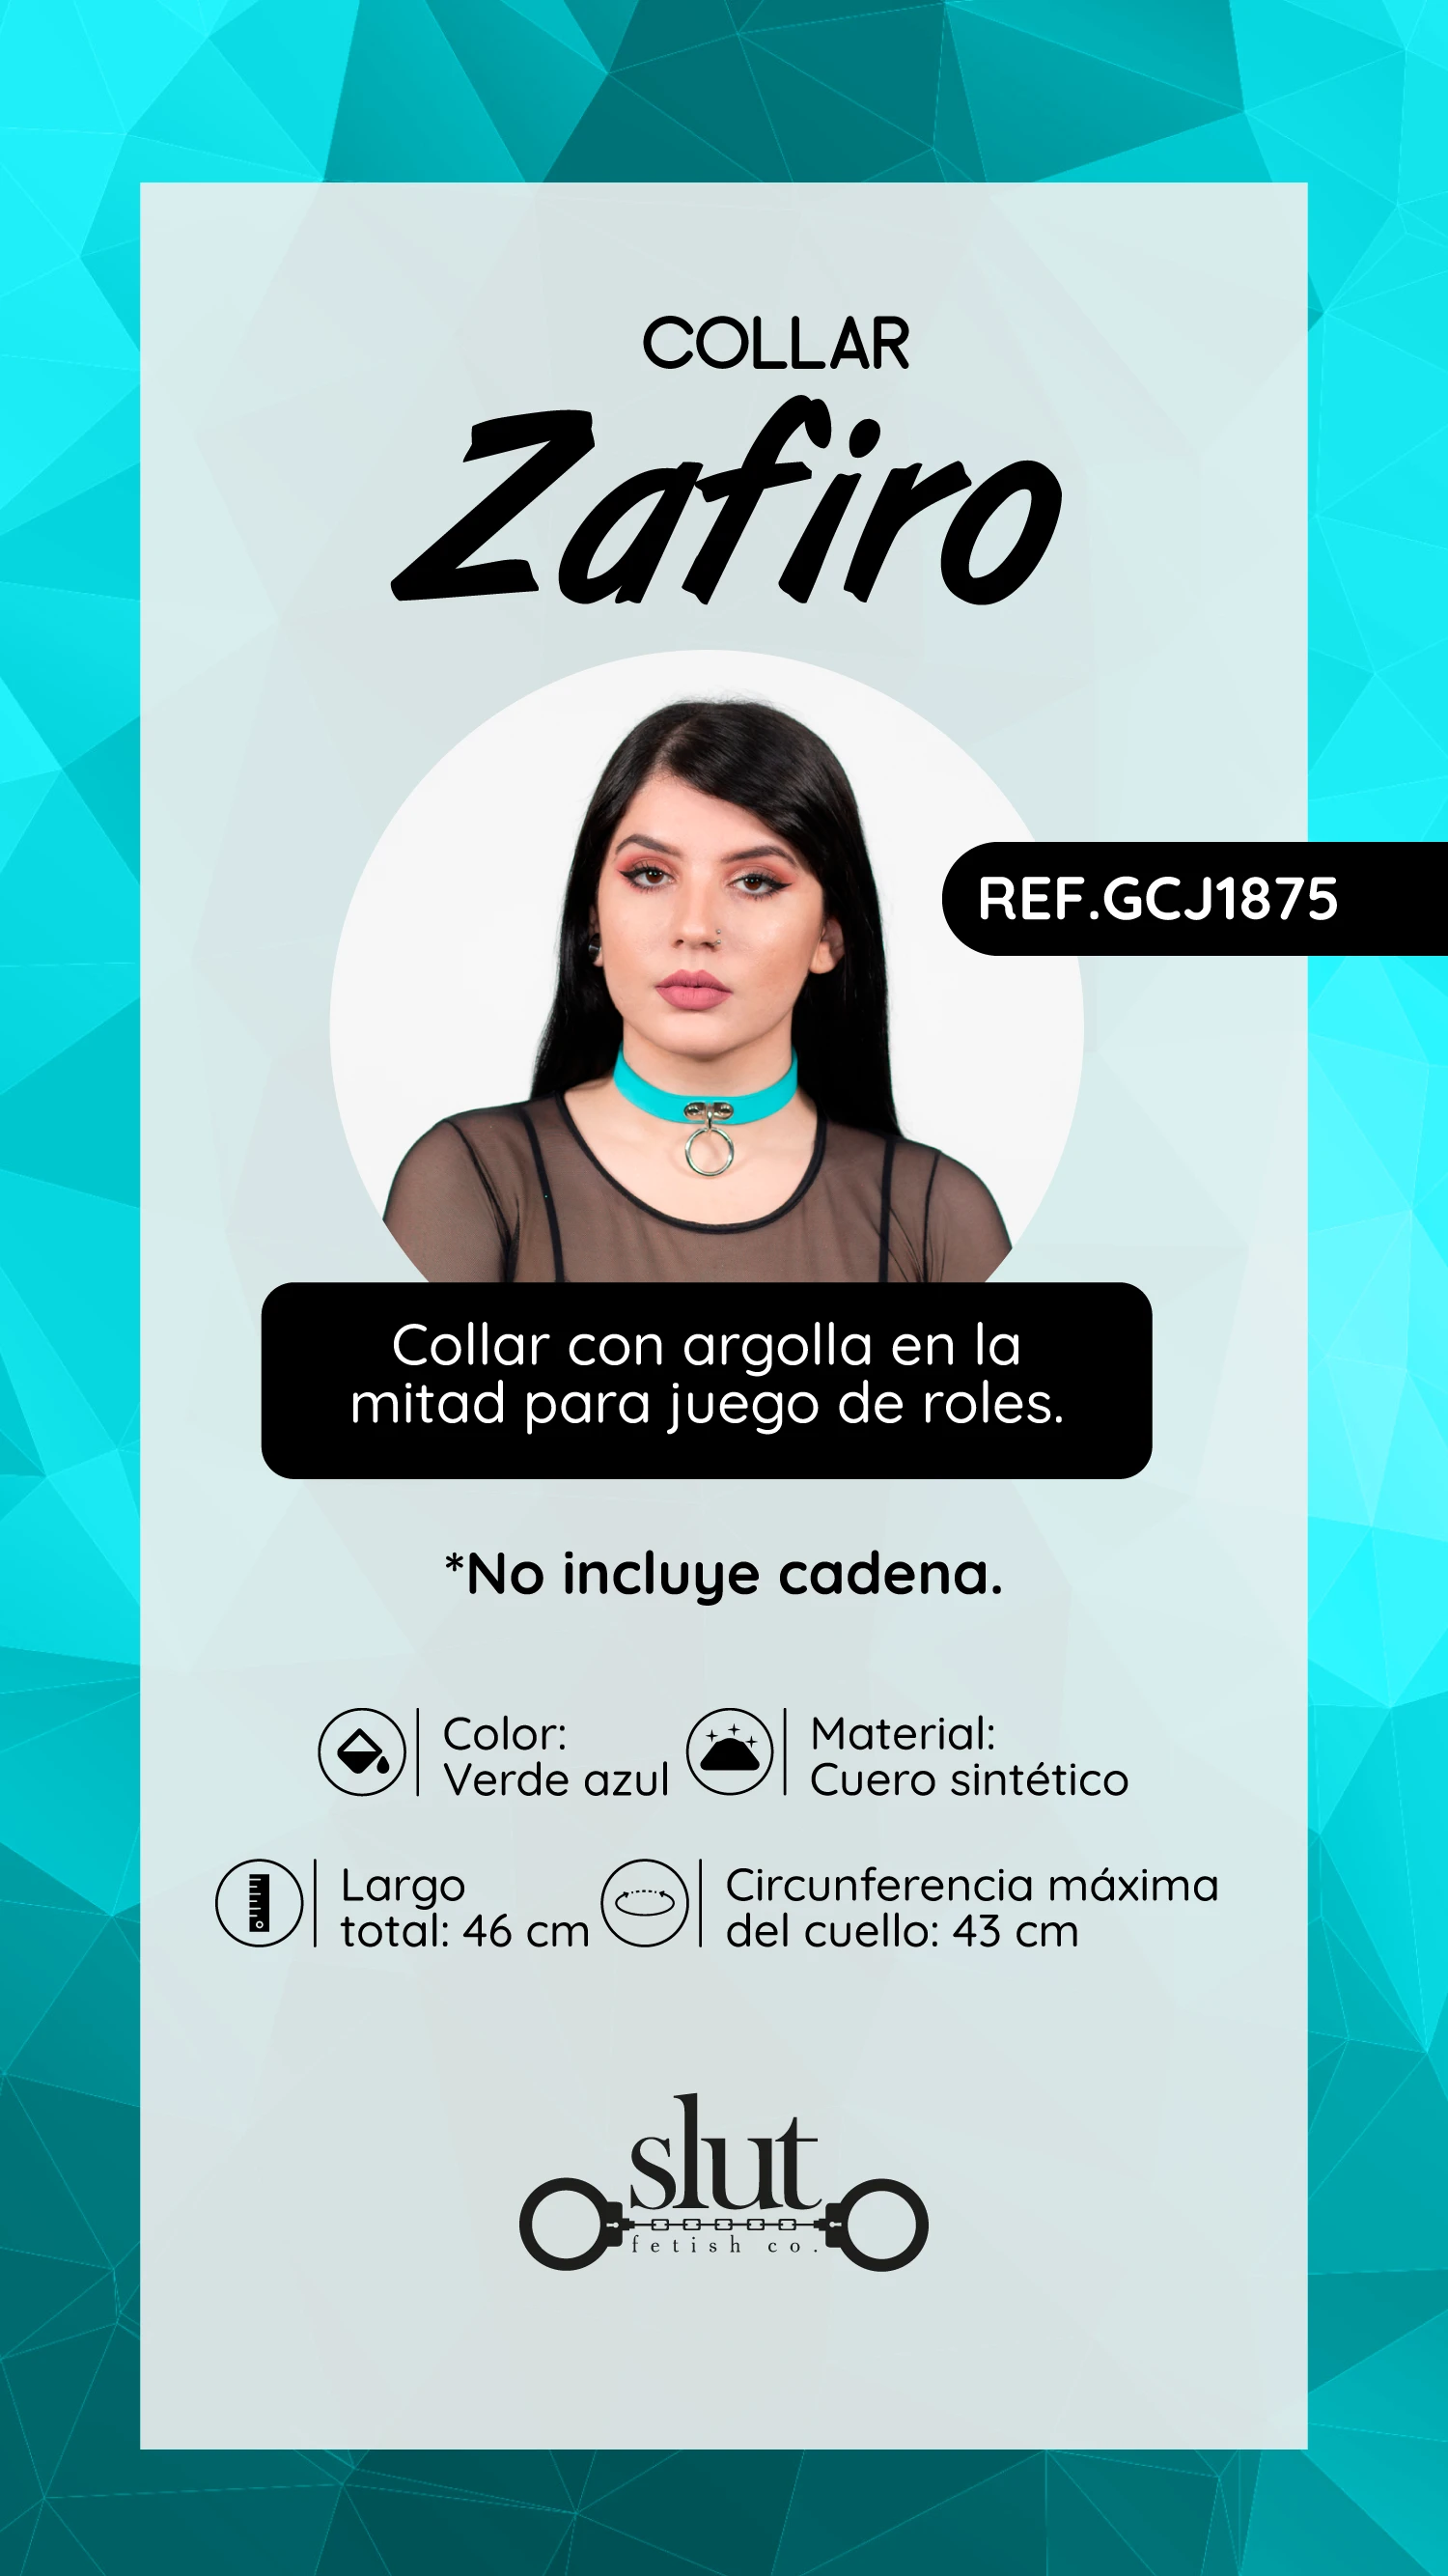 COLLAR
Zafiro
REF.GCJ1875
Collar con argolla en la
mitad para juego de roles.
*No incluye cadena.
Color:
Verde azul
Material:
Cuero sintético
Largo
total: 46 cm
Circunferencia máxima
del cuello: 43 cm
slut
fetish co.